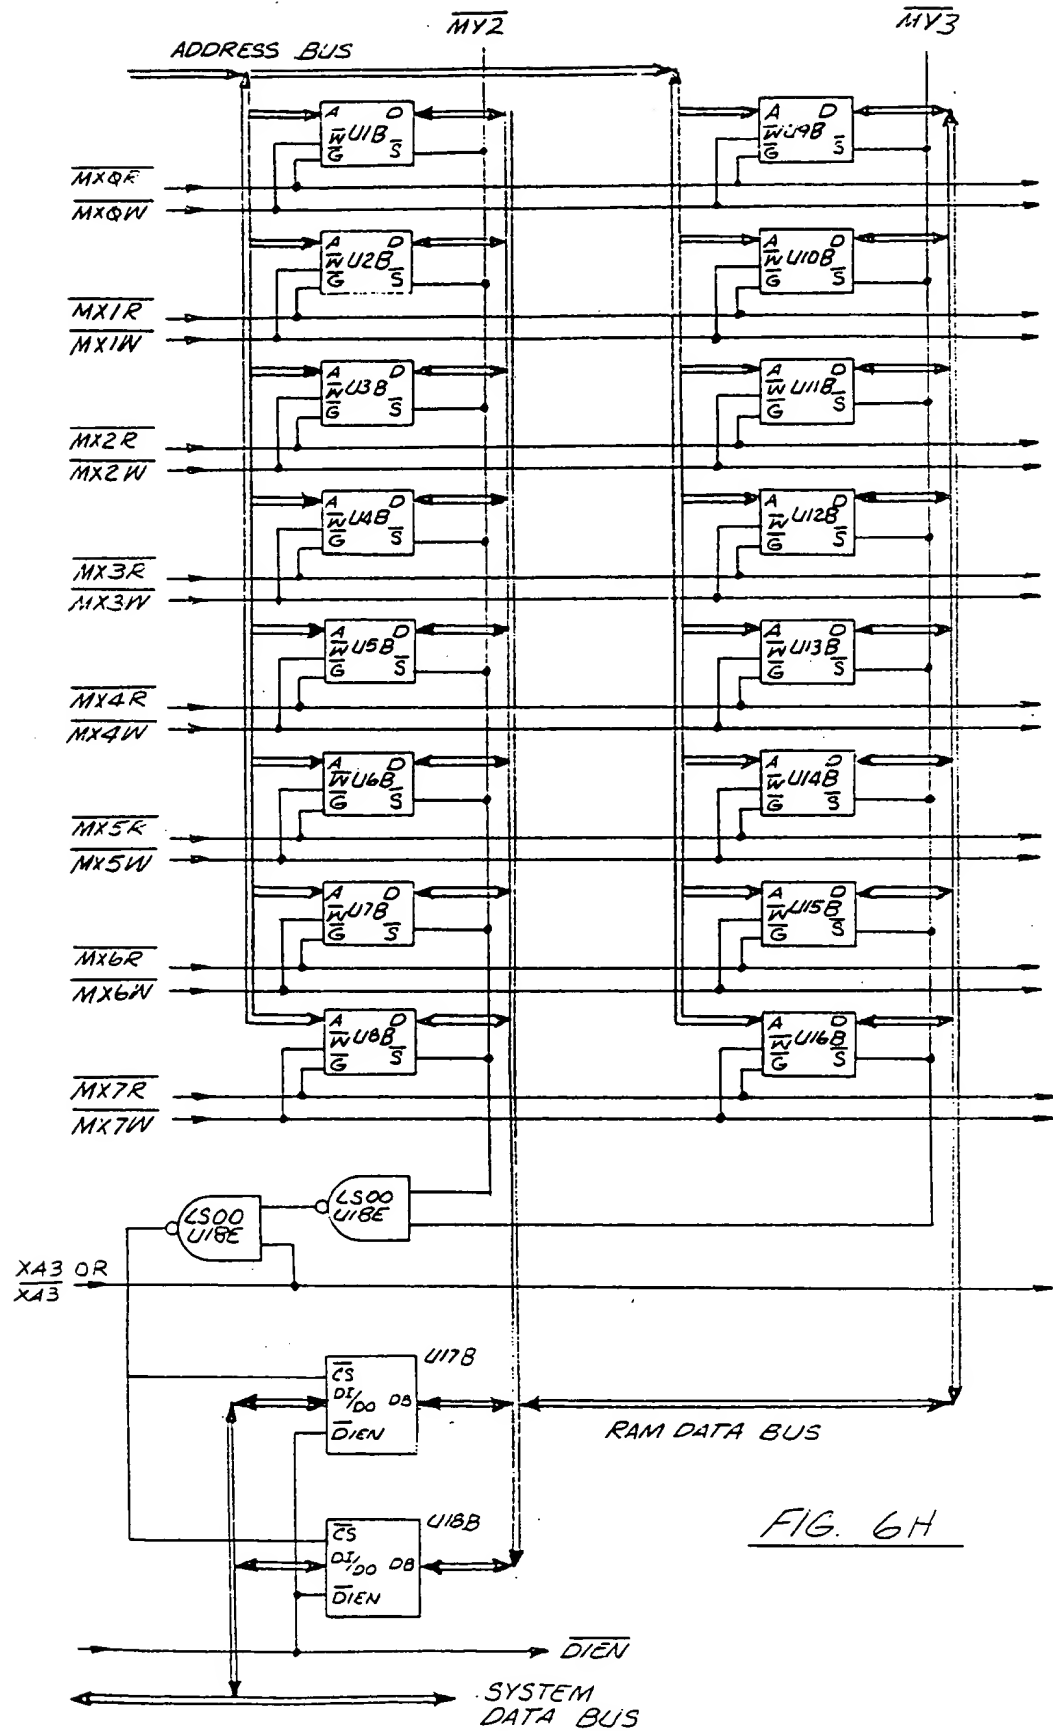 MY2 MY3
ADDRESS BUS
A D U1B W G S
A D U9B W G S
MX0R
MX0W
A D U2B W G S
A D U10B W G S
MX1R
MX1W
A D U3B W G S
A D U11B W G S
MX2R
MX2W
A D U4B W G S
A D U12B W G S
MX3R
MX3W
A D U5B W G S
A D U13B W G S
MX4R
MX4W
A D U6B W G S
A D U14B W G S
MX5R
MX5W
A D U7B W G S
A D U15B W G S
MX6R
MX6W
A D U8B W G S
A D U16B W G S
MX7R
MX7W
LS00
U18E
LS00
U18E
XA3 OR
XA3
U17B
CS
DI/DO DB
DIEN
RAM DATA BUS
U18B
CS
DI/DO DB
DIEN
FIG. 6H
DIEN
SYSTEM
DATA BUS